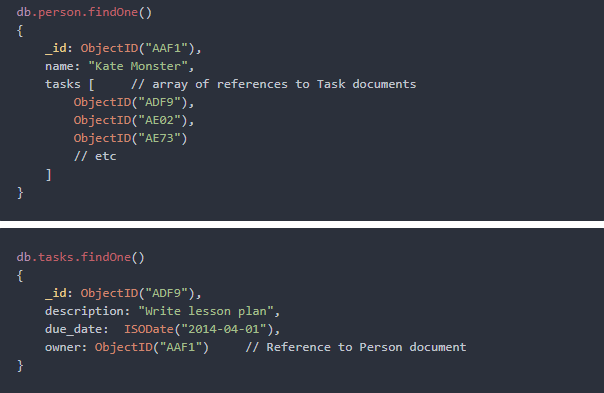 db.person.findOne()
{
    _id: ObjectID("AAF1"),
    name: "Kate Monster",
    tasks [     // array of references to Task documents
        ObjectID("ADF9"),
        ObjectID("AE02"),
        ObjectID("AE73")
        // etc
    ]
}
db.tasks.findOne()
{
    _id: ObjectID("ADF9"),
    description: "Write lesson plan",
    due_date:  ISODate("2014-04-01"),
    owner: ObjectID("AAF1")     // Reference to Person document
}